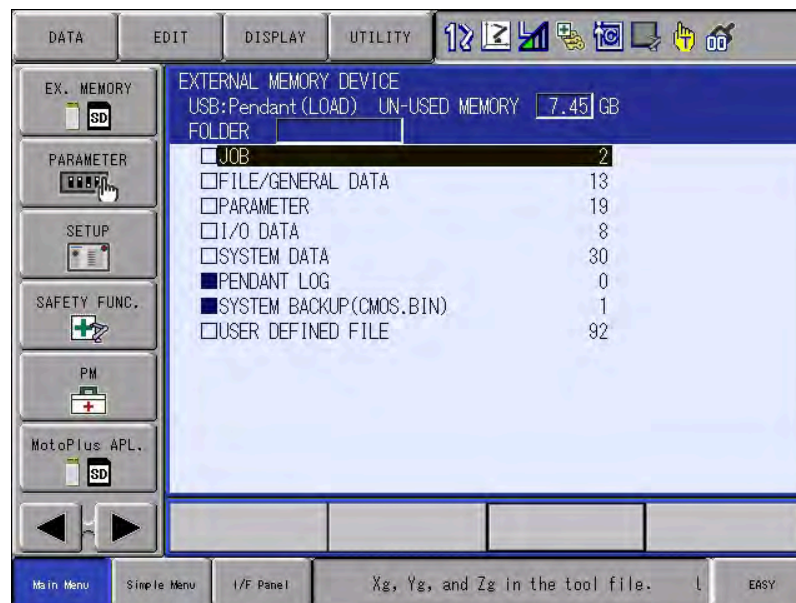 DATA EDIT DISPLAY UTILITY
EX. MEMORY
SD
PARAMETER
SETUP
SAFETY FUNC.
PM
MotoPlus APL.
SD
EXTERNAL MEMORY DEVICE
USB:Pendant(LOAD) UN-USED MEMORY 7.45 GB
FOLDER
JOB 2
FILE/GENERAL DATA 13
PARAMETER 19
I/O DATA 8
SYSTEM DATA 30
PENDANT LOG 0
SYSTEM BACKUP(CMOS.BIN) 1
USER DEFINED FILE 92
Main Menu Simple Menu I/F Panel Xg, Yg, and Zg in the tool file. EASY